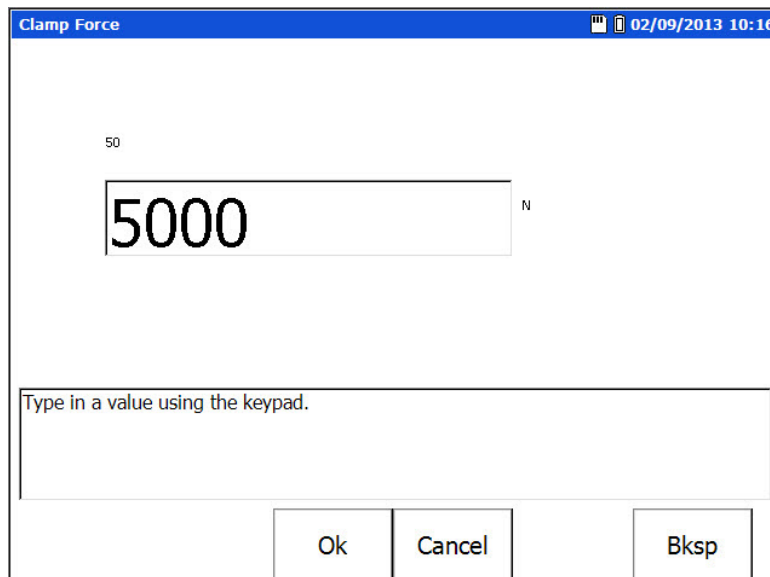 Clamp Force 02/09/2013 10:16
50
5000 N
Type in a value using the keypad.
Ok Cancel Bksp